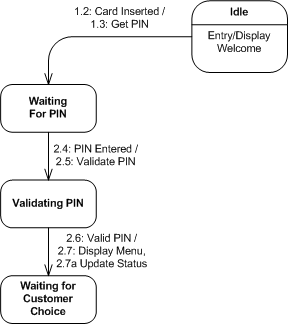 1.2: Card Inserted /
1.3: Get PIN
Idle
Entry/Display
Welcome
Waiting
For PIN
2.4: PIN Entered /
2.5: Validate PIN
Validating PIN
2.6: Valid PIN /
2.7: Display Menu,
2.7a Update Status
Waiting for
Customer
Choice